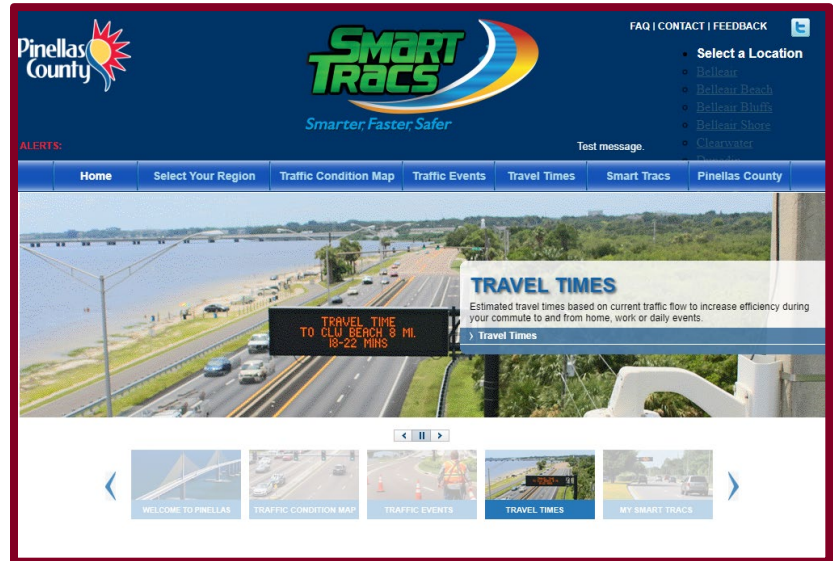 Pinellas
County
SMART
TRACS
Smarter, Faster, Safer
FAQ | CONTACT | FEEDBACK
Select a Location
Belleair
Belleair Beach
Belleair Bluffs
Belleair Shore
Clearwater
ALERTS:
Test message.
Home
Select Your Region
Traffic Condition Map
Traffic Events
Travel Times
Smart Tracs
Pinellas County
TRAVEL TIME
TO CLW BEACH 8 MI.
18-22 MINS
TRAVEL TIMES
Estimated travel times based on current traffic flow to increase efficiency during
your commute to and from home, work or daily events.
Travel Times
WELCOME TO PINELLAS
TRAFFIC CONDITION MAP
TRAFFIC EVENTS
TRAVEL TIMES
MY SMART TRACS